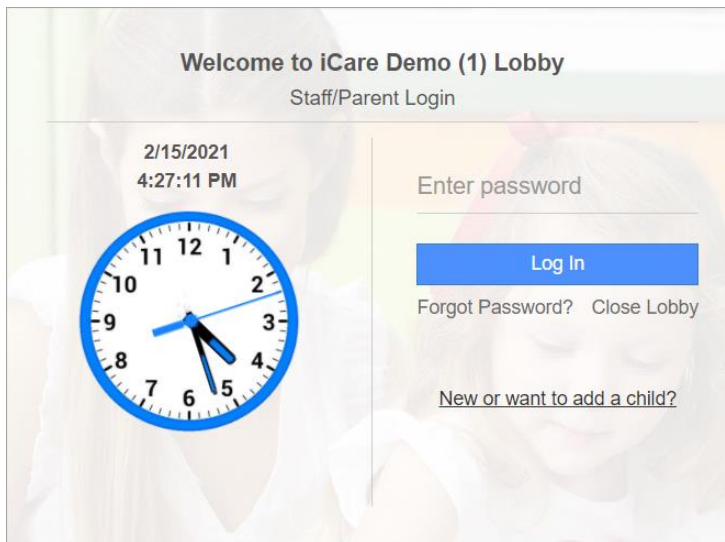 Welcome to iCare Demo (1) Lobby
Staff/Parent Login
2/15/2021
4:27:11 PM
12
11 1
10 2
9 3
8 4
7 5
6
Enter password
Log In
Forgot Password? Close Lobby
New or want to add a child?